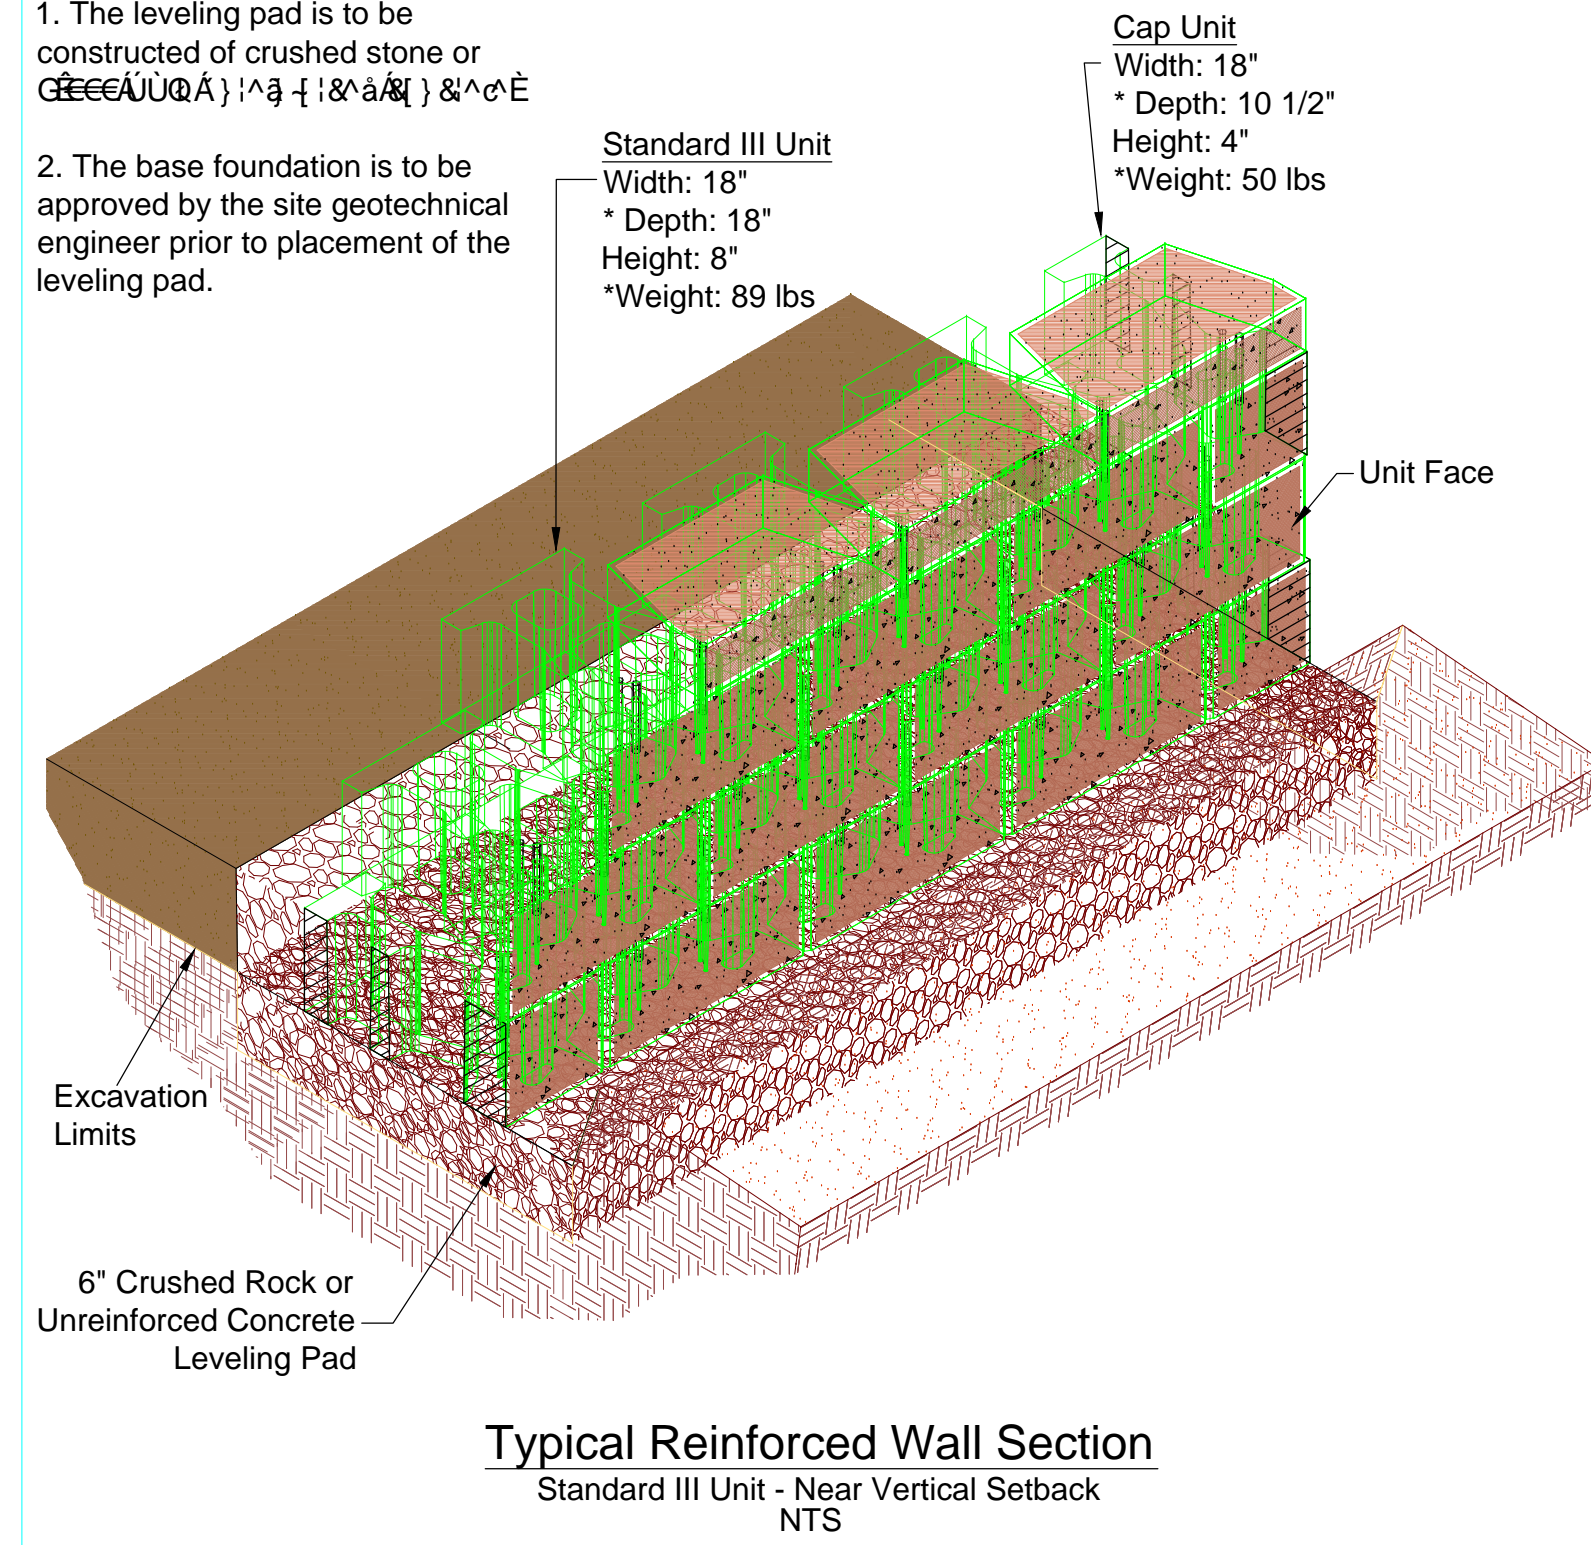 1. The leveling pad is to be
constructed of crushed stone or
2. The base foundation is to be
approved by the site geotechnical
engineer prior to placement of the
leveling pad.
Standard III Unit
Width: 18"
* Depth: 18"
Height: 8"
*Weight: 89 lbs
Cap Unit
Width: 18"
* Depth: 10 1/2"
Height: 4"
*Weight: 50 lbs
Unit Face
Excavation
Limits
6" Crushed Rock or
Unreinforced Concrete
Leveling Pad
Typical Reinforced Wall Section
Standard III Unit - Near Vertical Setback
NTS